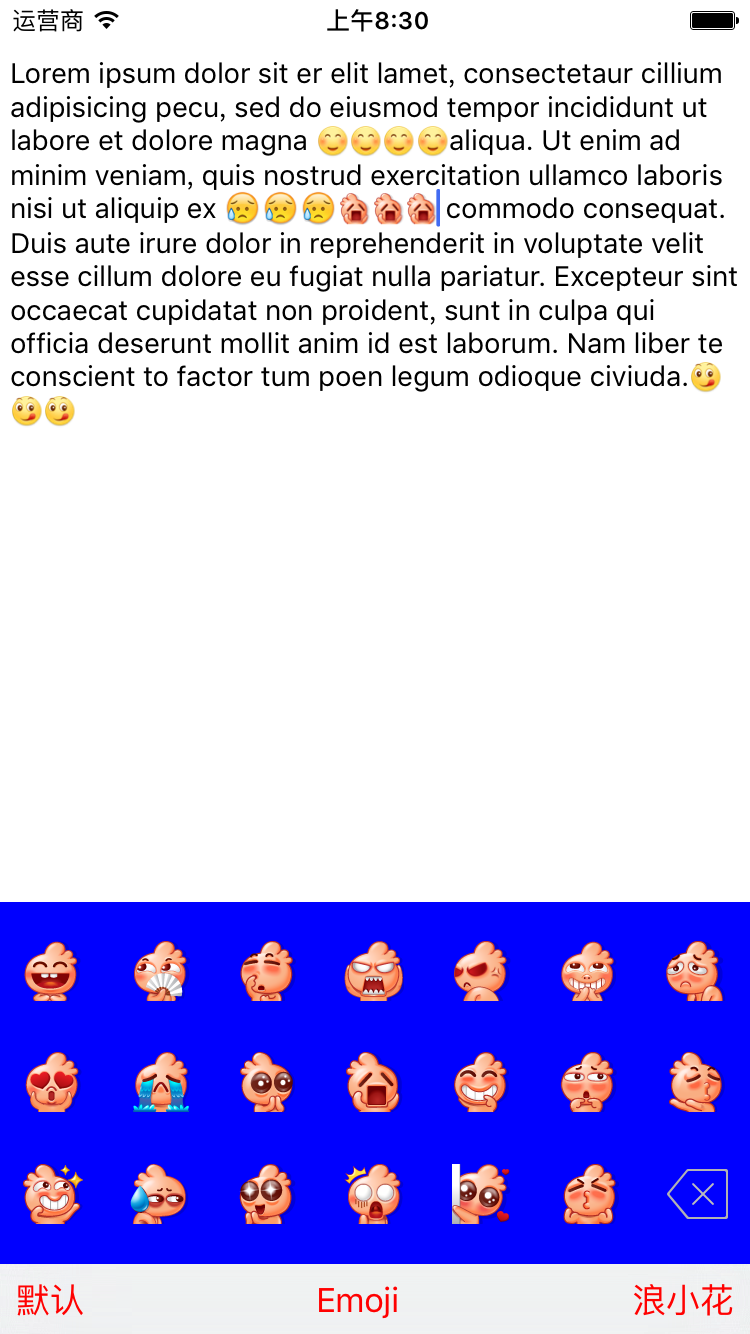 运营商 上午8:30
Lorem ipsum dolor sit er elit lamet, consectetaur cillium
adipisicing pecu, sed do eiusmod tempor incididunt ut
labore et dolore magna 😊😊😊😊aliqua. Ut enim ad
minim veniam, quis nostrud exercitation ullamco laboris
nisi ut aliquip ex 😥😥😥 commodo consequat.
Duis aute irure dolor in reprehenderit in voluptate velit
esse cillum dolore eu fugiat nulla pariatur. Excepteur sint
occaecat cupidatat non proident, sunt in culpa qui
officia deserunt mollit anim id est laborum. Nam liber te
conscient to factor tum poen legum odioque civiuda.😋
😋😋
默认 Emoji 浪小花